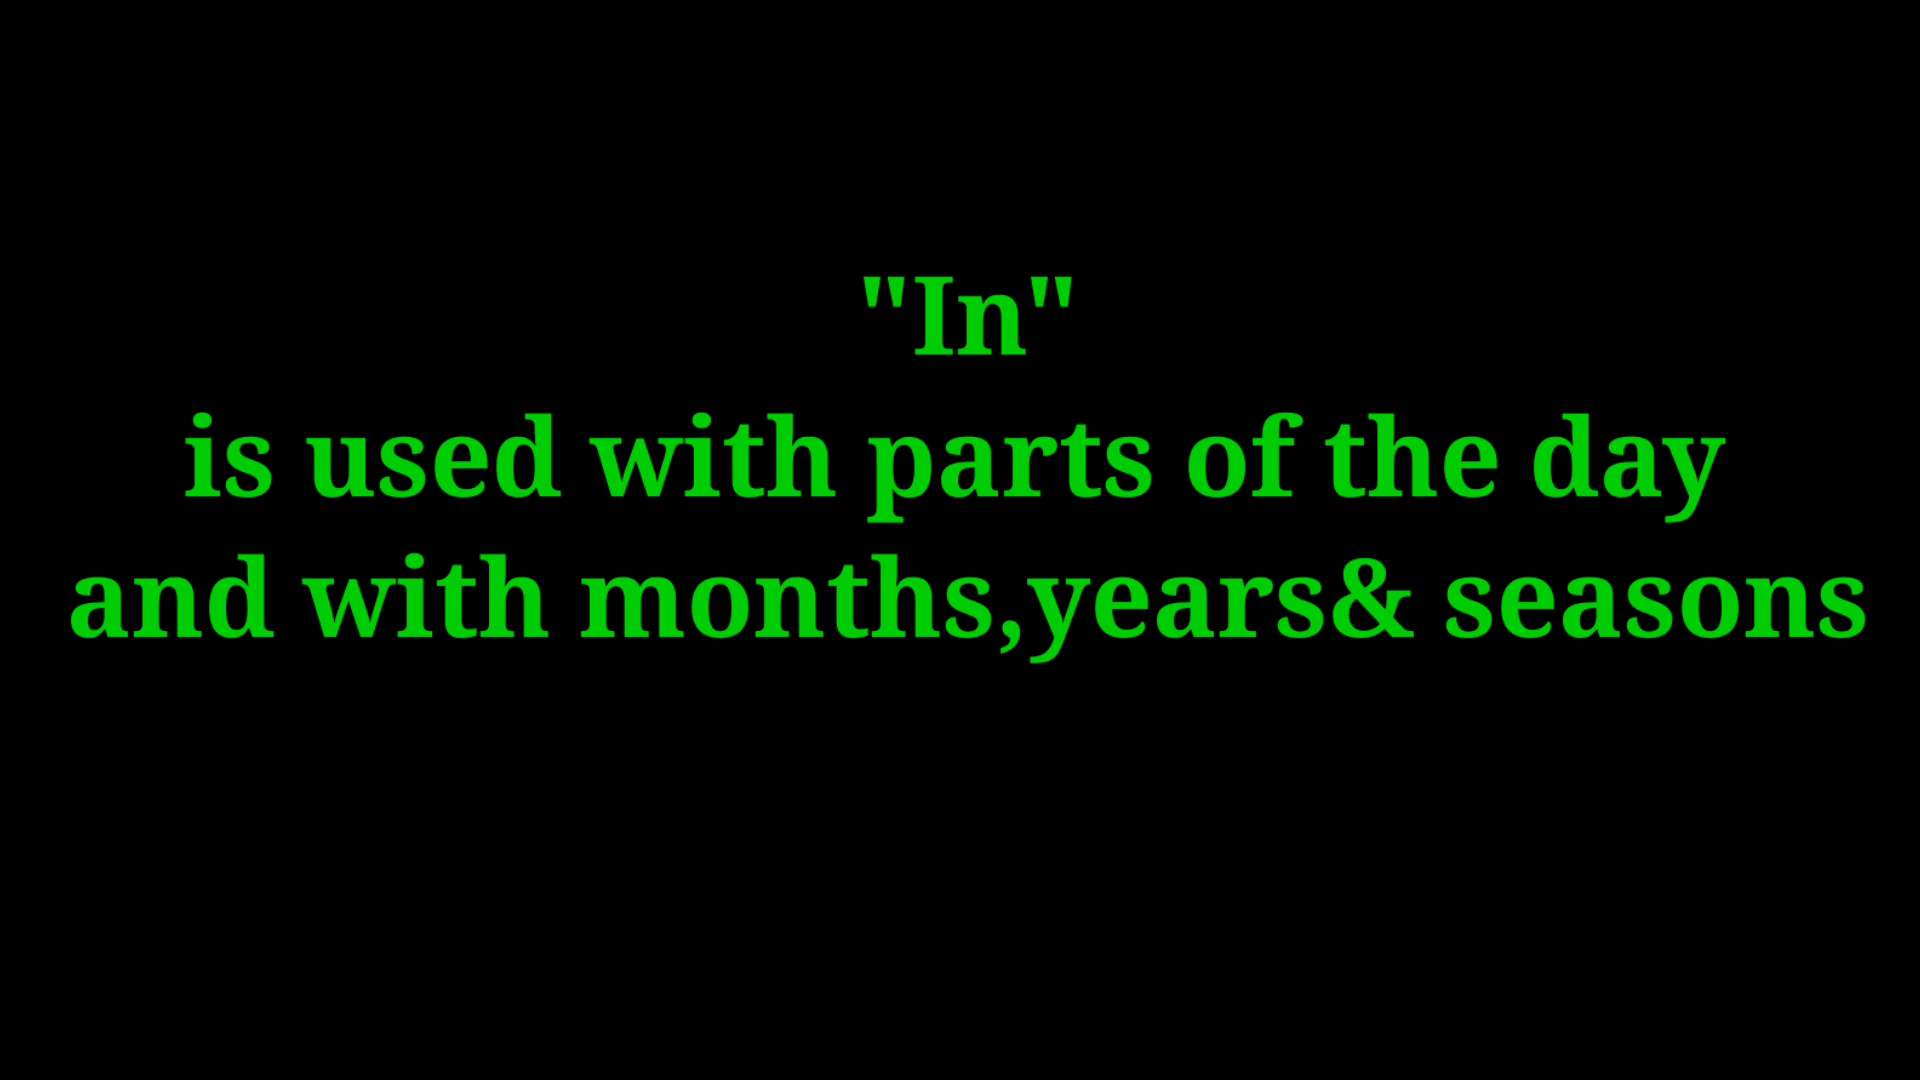 "In"
is used with parts of the day
and with months,years& seasons